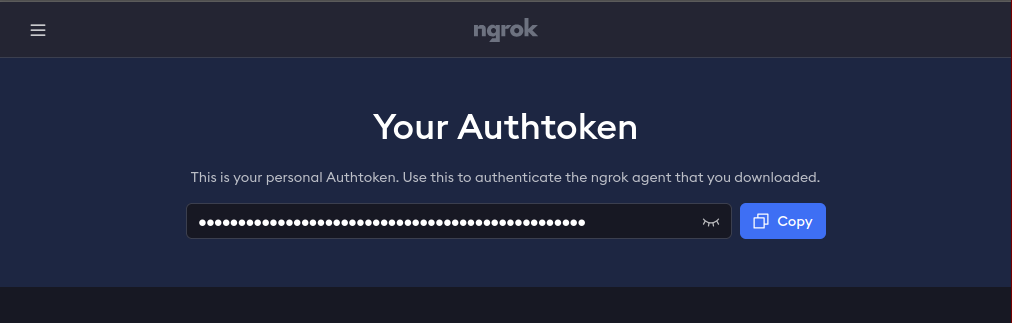 ngrok
Your Authtoken
This is your personal Authtoken. Use this to authenticate the ngrok agent that you downloaded.
Copy